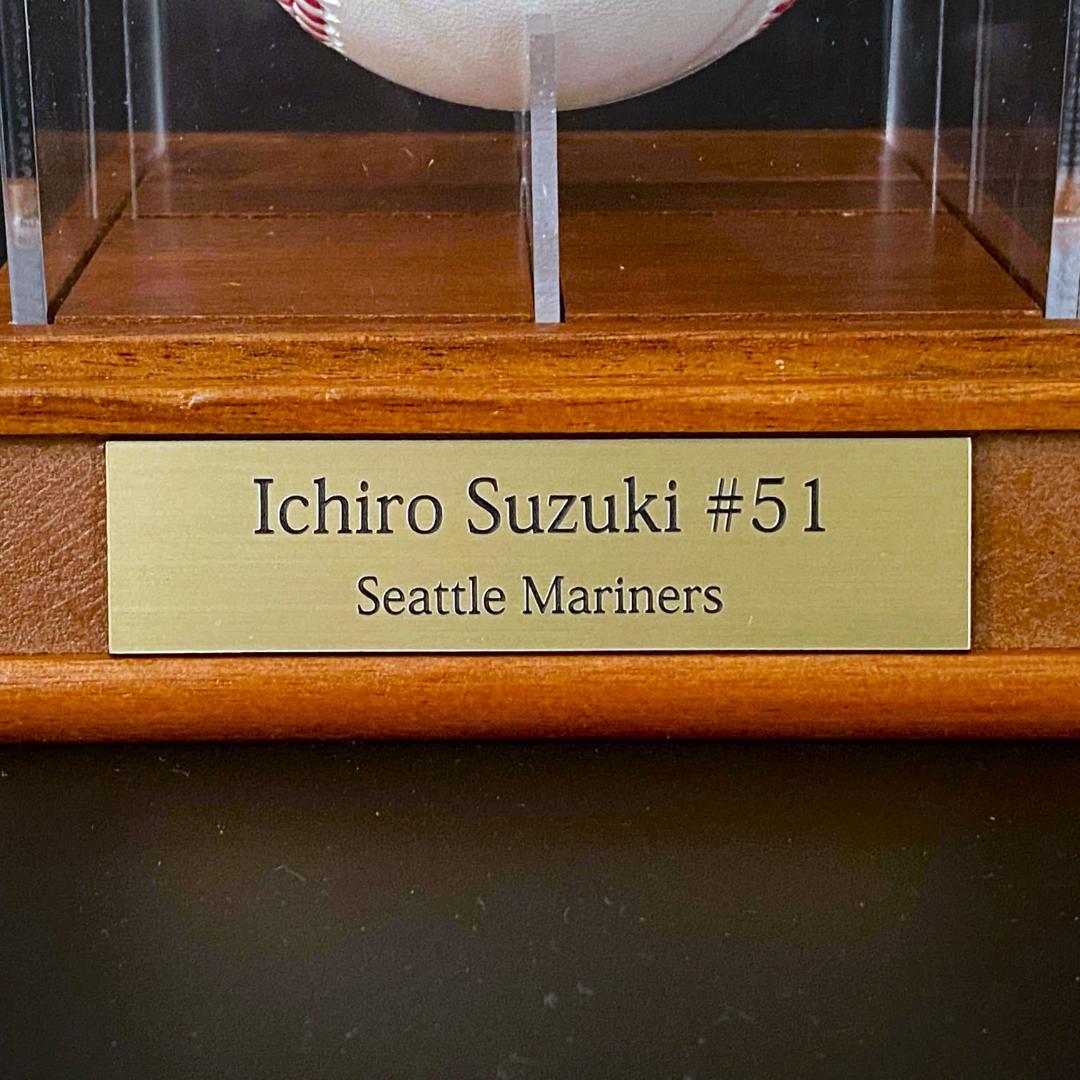 Ichiro Suzuki #51
Seattle Mariners